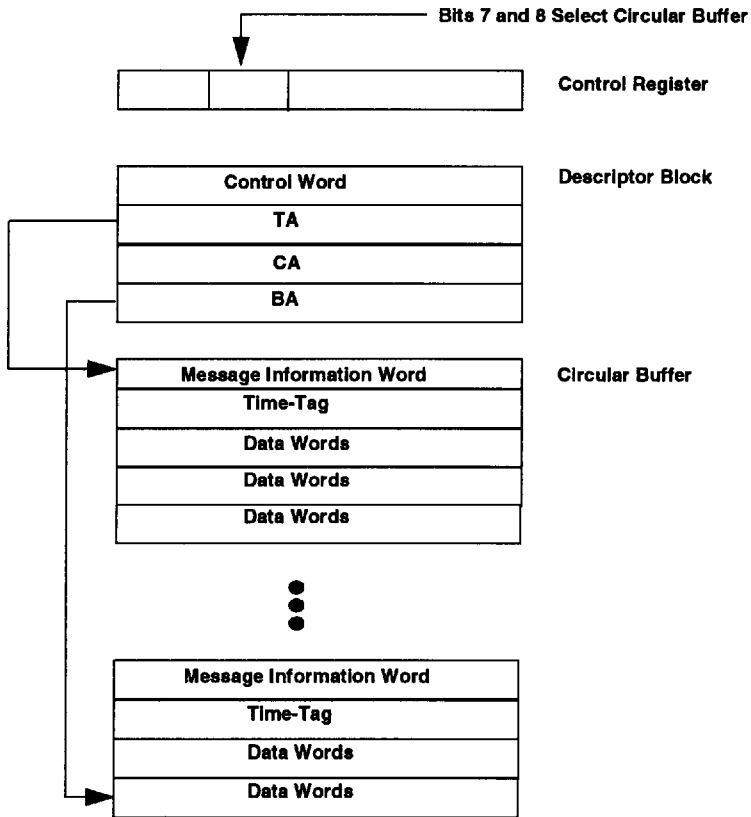 Bits 7 and 8 Select Circular Buffer
Control Register
Control Word
Descriptor Block
TA
CA
BA
Message Information Word
Circular Buffer
Time-Tag
Data Words
Data Words
Data Words
Message Information Word
Time-Tag
Data Words
Data Words